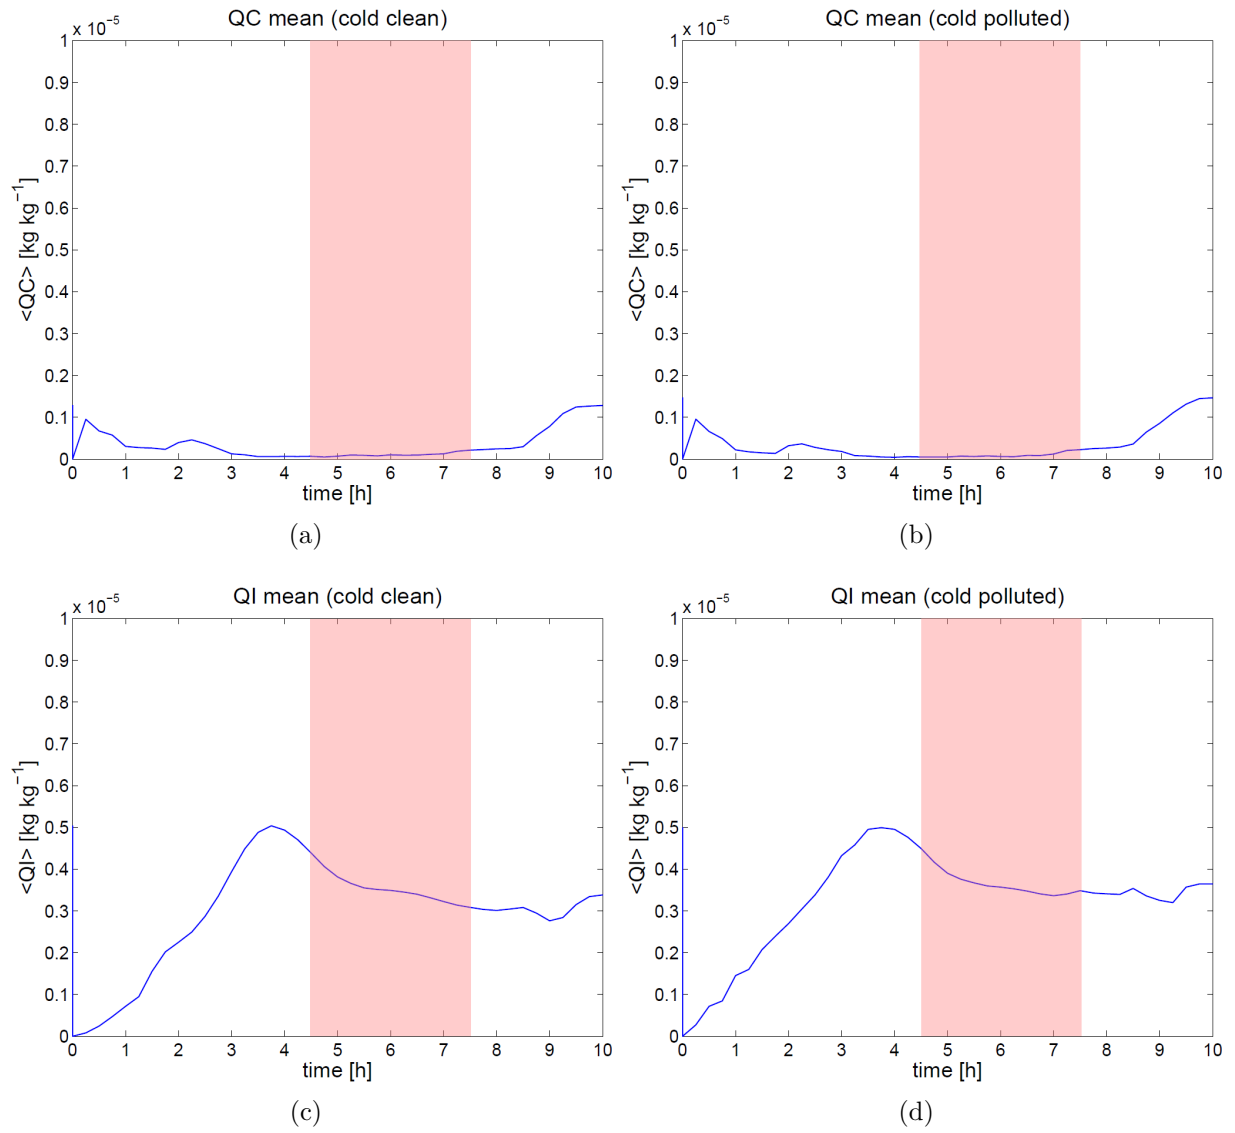 QC mean (cold clean)
x 10⁻⁵
1
0.9
0.8
0.7
0.6
0.5
0.4
0.3
0.2
0.1
0
<QC> [kg kg⁻¹]
0 1 2 3 4 5 6 7 8 9 10
time [h]
(a)
QC mean (cold polluted)
x 10⁻⁵
1
0.9
0.8
0.7
0.6
0.5
0.4
0.3
0.2
0.1
0
<QC> [kg kg⁻¹]
0 1 2 3 4 5 6 7 8 9 10
time [h]
(b)
QI mean (cold clean)
x 10⁻⁵
1
0.9
0.8
0.7
0.6
0.5
0.4
0.3
0.2
0.1
0
<QI> [kg kg⁻¹]
0 1 2 3 4 5 6 7 8 9 10
time [h]
(c)
QI mean (cold polluted)
x 10⁻⁵
1
0.9
0.8
0.7
0.6
0.5
0.4
0.3
0.2
0.1
0
<QI> [kg kg⁻¹]
0 1 2 3 4 5 6 7 8 9 10
time [h]
(d)